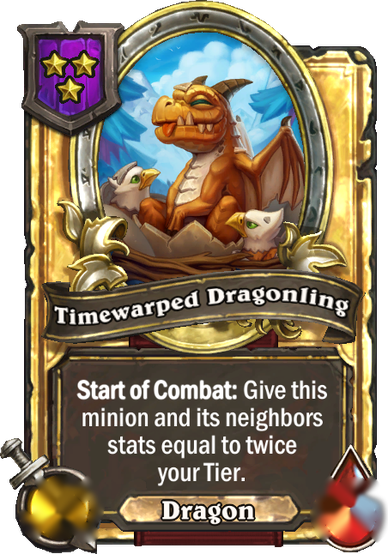 Timewarped Dragonling
Start of Combat: Give this
minion and its neighbors
stats equal to twice
your Tier.
Dragon